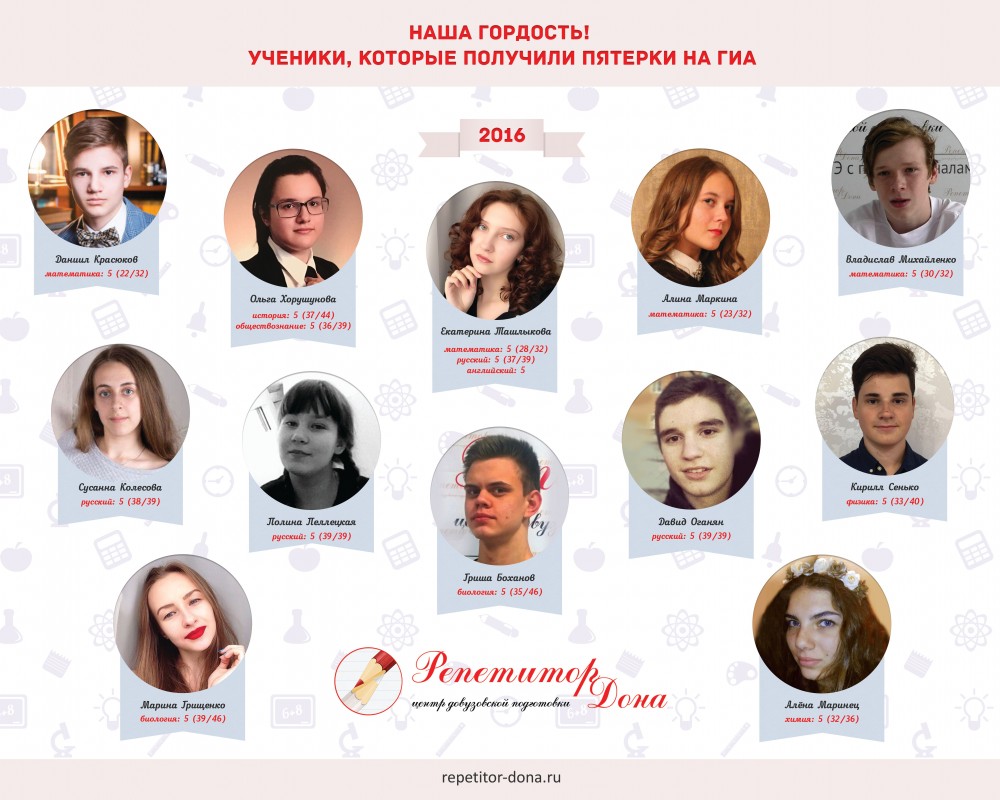 НАША ГОРДОСТЬ!
УЧЕНИКИ, КОТОРЫЕ ПОЛУЧИЛИ ПЯТЕРКИ НА ГИА
2016
Даниил Красюков
математика: 5 (22/32)
Ольга Хорушунова
история: 5 (37/44)
обществознание: 5 (36/39)
Екатерина Ташлыкова
математика: 5 (28/32)
русский: 5 (37/39)
английский: 5
Алина Маркина
математика: 5 (23/32)
Владислав Михайленко
математика: 5 (30/32)
Сусанна Колесова
русский: 5 (38/39)
Полина Пеллецкая
русский: 5 (39/39)
Гриша Боханов
биология: 5 (35/46)
Давид Оганян
русский: 5 (39/39)
Кирилл Сенько
физика: 5 (33/40)
Марина Грищенко
биология: 5 (39/46)
Репетитор
Дона
центр довузовской подготовки
Алёна Маринец
химия: 5 (32/36)
6+8
repetitor-dona.ru